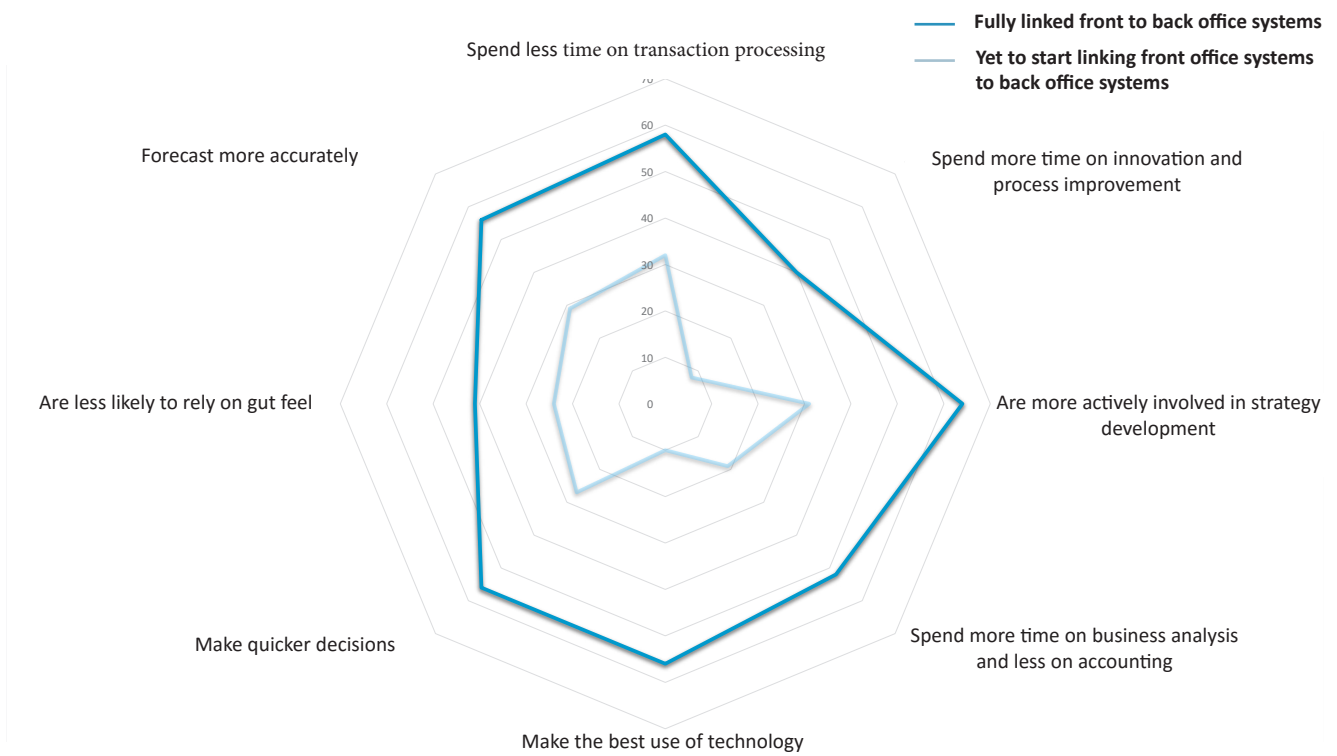 Fully linked front to back office systems
Yet to start linking front office systems
to back office systems
Spend less time on transaction processing
70
60
50
40
30
20
10
0
Forecast more accurately
Spend more time on innovation and
process improvement
Are less likely to rely on gut feel
Are more actively involved in strategy
development
Make quicker decisions
Spend more time on business analysis
and less on accounting
Make the best use of technology